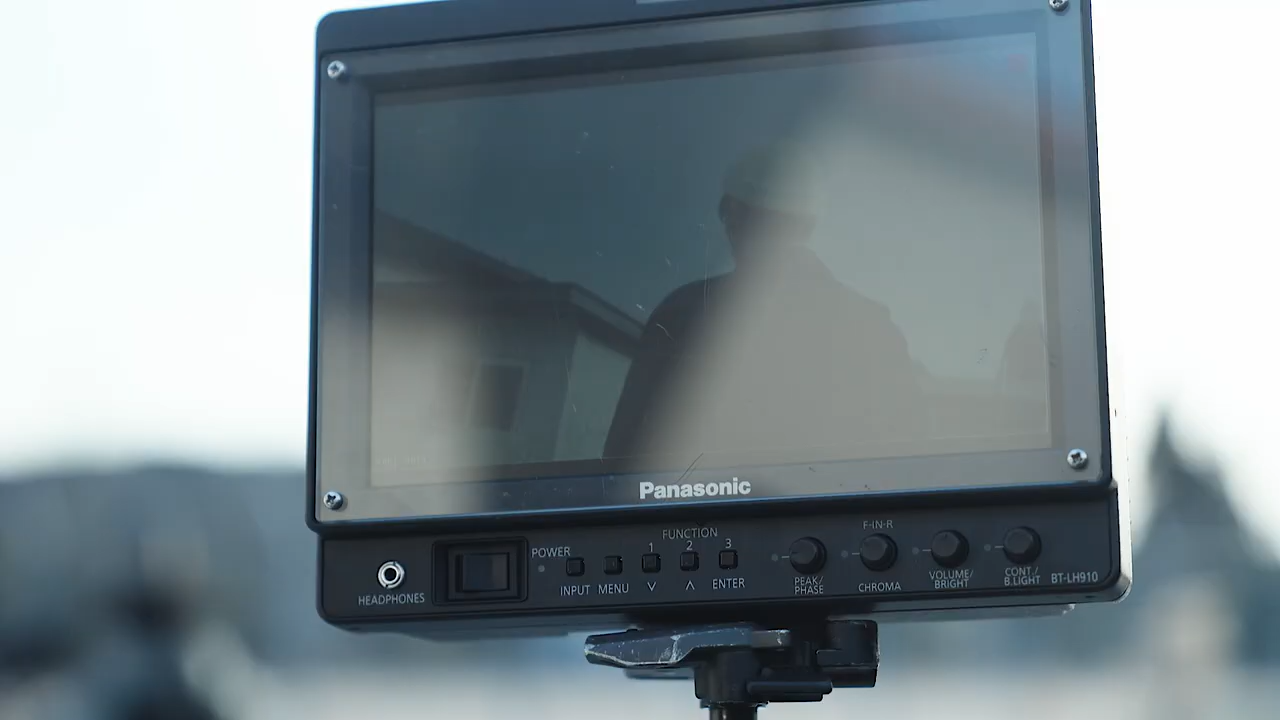 Panasonic
FUNCTION
F-IN-R
POWER
1 2 3
INPUT MENU ∨ ∧ ENTER
HEADPHONES
PEAK/
PHASE
CHROMA
VOLUME/
BRIGHT
CONT./
B.LIGHT
BT-LH910